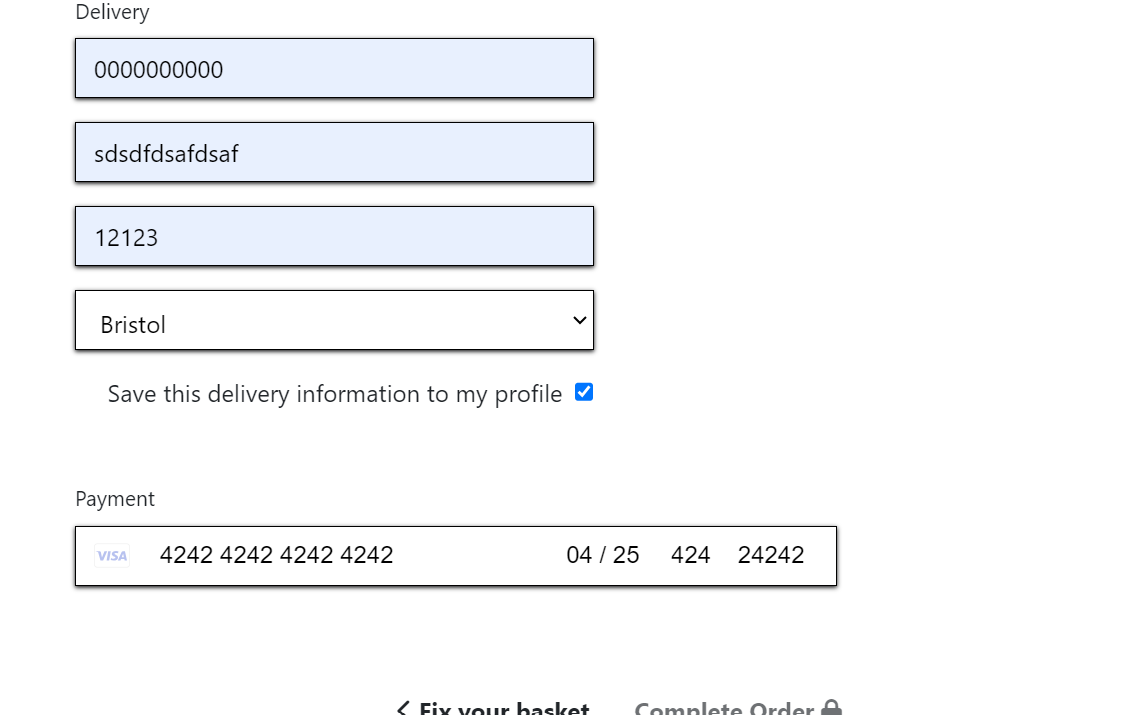 Delivery
0000000000
sdsdfdsafdsaf
12123
Bristol
Save this delivery information to my profile
Payment
VISA 4242 4242 4242 4242 04 / 25 424 24242
Fix your basket Complete Order